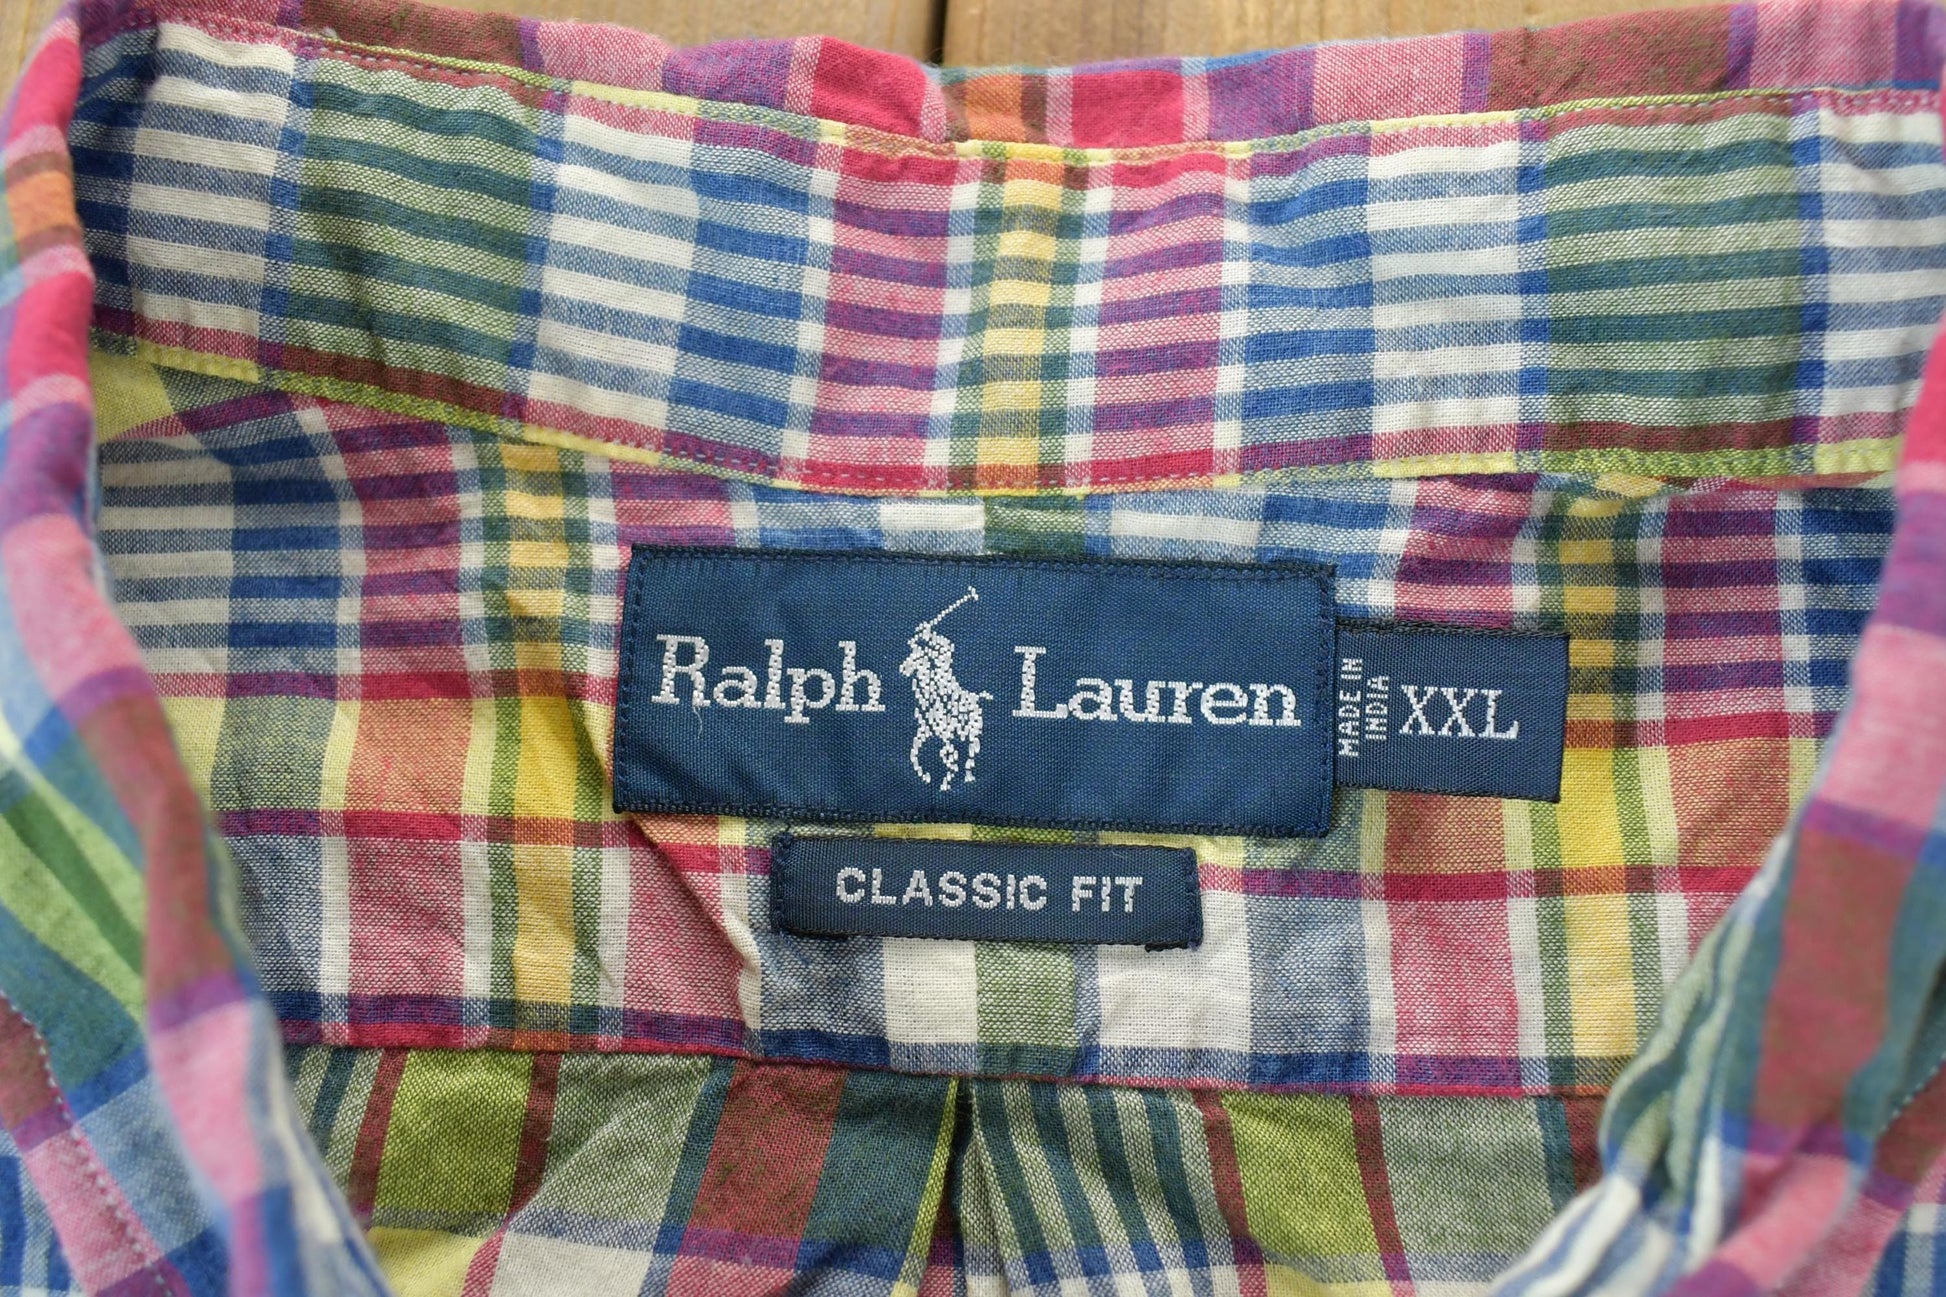 Ralph Lauren
MADE IN
INDIA
XXL
CLASSIC FIT